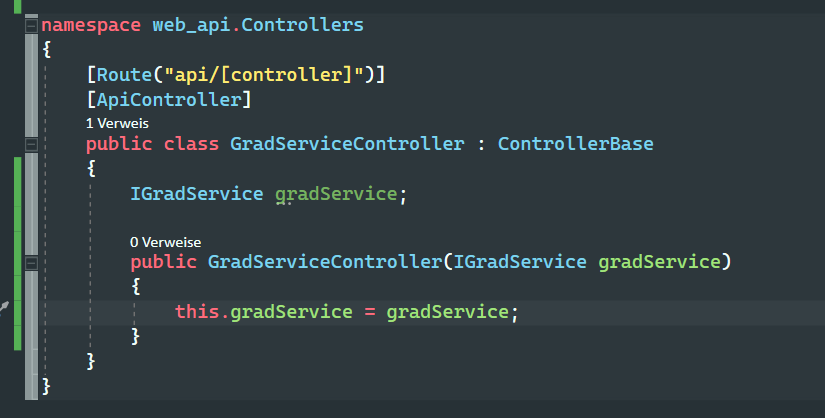 namespace web_api.Controllers
{
[Route("api/[controller]")]
[ApiController]
1 Verweis
public class GradServiceController : ControllerBase
{
IGradService gradService;
0 Verweise
public GradServiceController(IGradService gradService)
{
this.gradService = gradService;
}
}
}